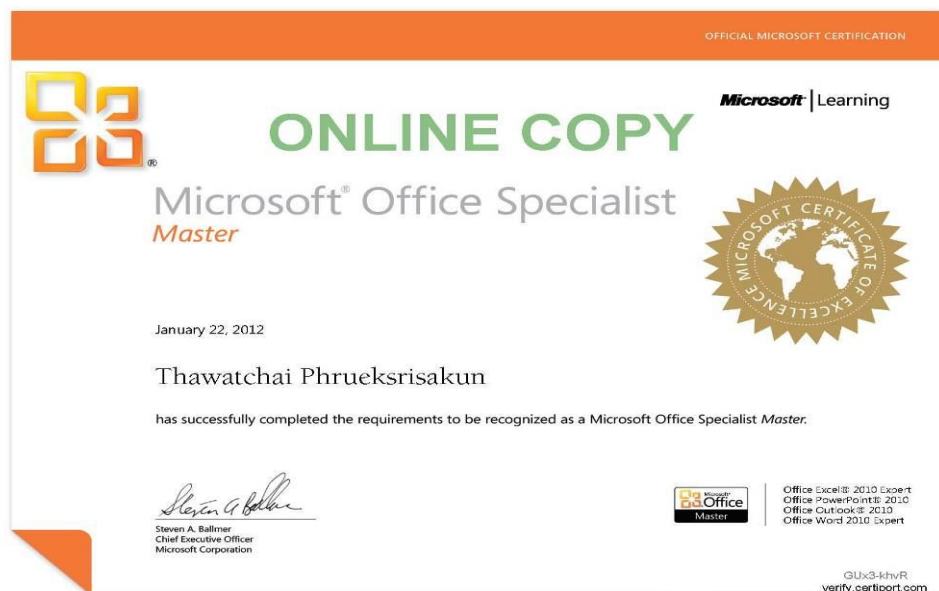 OFFICIAL MICROSOFT CERTIFICATION
Microsoft | Learning
ONLINE COPY
®
Microsoft® Office Specialist
Master
MICROSOFT CERTIFICATE OF EXCELLENCE
January 22, 2012
Thawatchai Phrueksrisakun
has successfully completed the requirements to be recognized as a Microsoft Office Specialist Master.
Steven A Ballmer
Steven A. Ballmer
Chief Executive Officer
Microsoft Corporation
Microsoft®
Office
Master
Office Excel® 2010 Expert
Office PowerPoint® 2010
Office Outlook® 2010
Office Word 2010 Expert
GUx3-khvR
verify.certiport.com